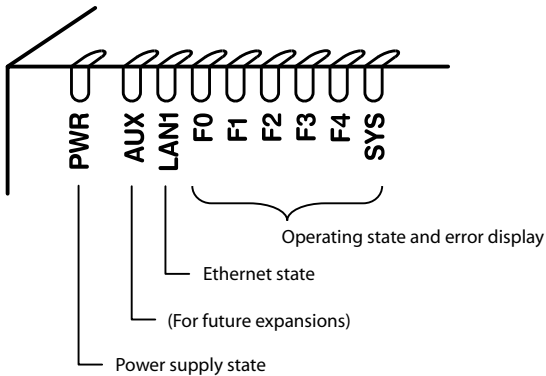 PWR
AUX
LAN1
F0
F1
F2
F3
F4
SYS
Operating state and error display
Ethernet state
(For future expansions)
Power supply state